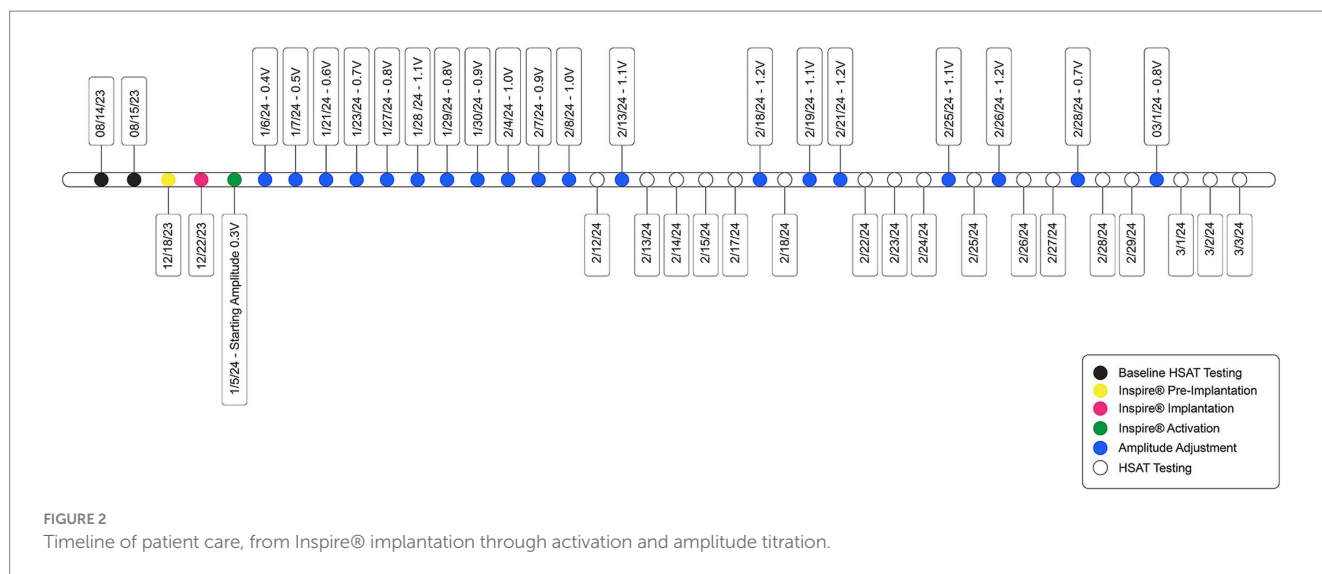 08/14/23
08/15/23
1/6/24 - 0.4V
1/7/24 - 0.5V
1/21/24 - 0.6V
1/23/24 - 0.7V
1/27/24 - 0.8V
1/28 /24 - 1.1V
1/29/24 - 0.8V
1/30/24 - 0.9V
2/4/24 - 1.0V
2/7/24 - 0.9V
2/8/24 - 1.0V
2/13/24 - 1.1V
2/18/24 - 1.2V
2/19/24 - 1.1V
2/21/24 - 1.2V
2/25/24 - 1.1V
2/26/24 - 1.2V
2/28/24 - 0.7V
03/1/24 - 0.8V
12/18/23
12/22/23
1/5/24 - Starting Amplitude 0.3V
2/12/24
2/13/24
2/14/24
2/15/24
2/17/24
2/18/24
2/22/24
2/23/24
2/24/24
2/25/24
2/26/24
2/27/24
2/28/24
2/29/24
3/1/24
3/2/24
3/3/24
Baseline HSAT Testing
Inspire® Pre-Implantation
Inspire® Implantation
Inspire® Activation
Amplitude Adjustment
HSAT Testing
FIGURE 2
Timeline of patient care, from Inspire® implantation through activation and amplitude titration.